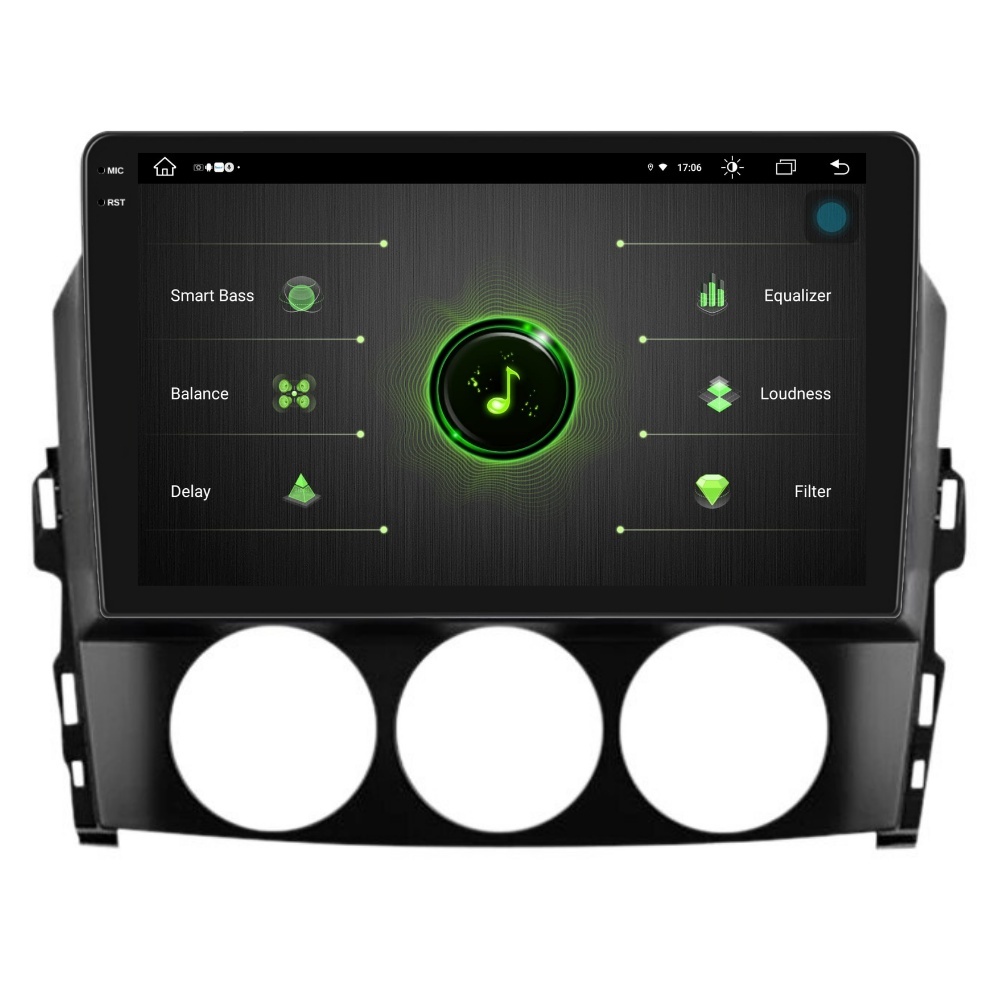 MIC
17:06
RST
Smart Bass
Equalizer
Balance
Loudness
Delay
Filter